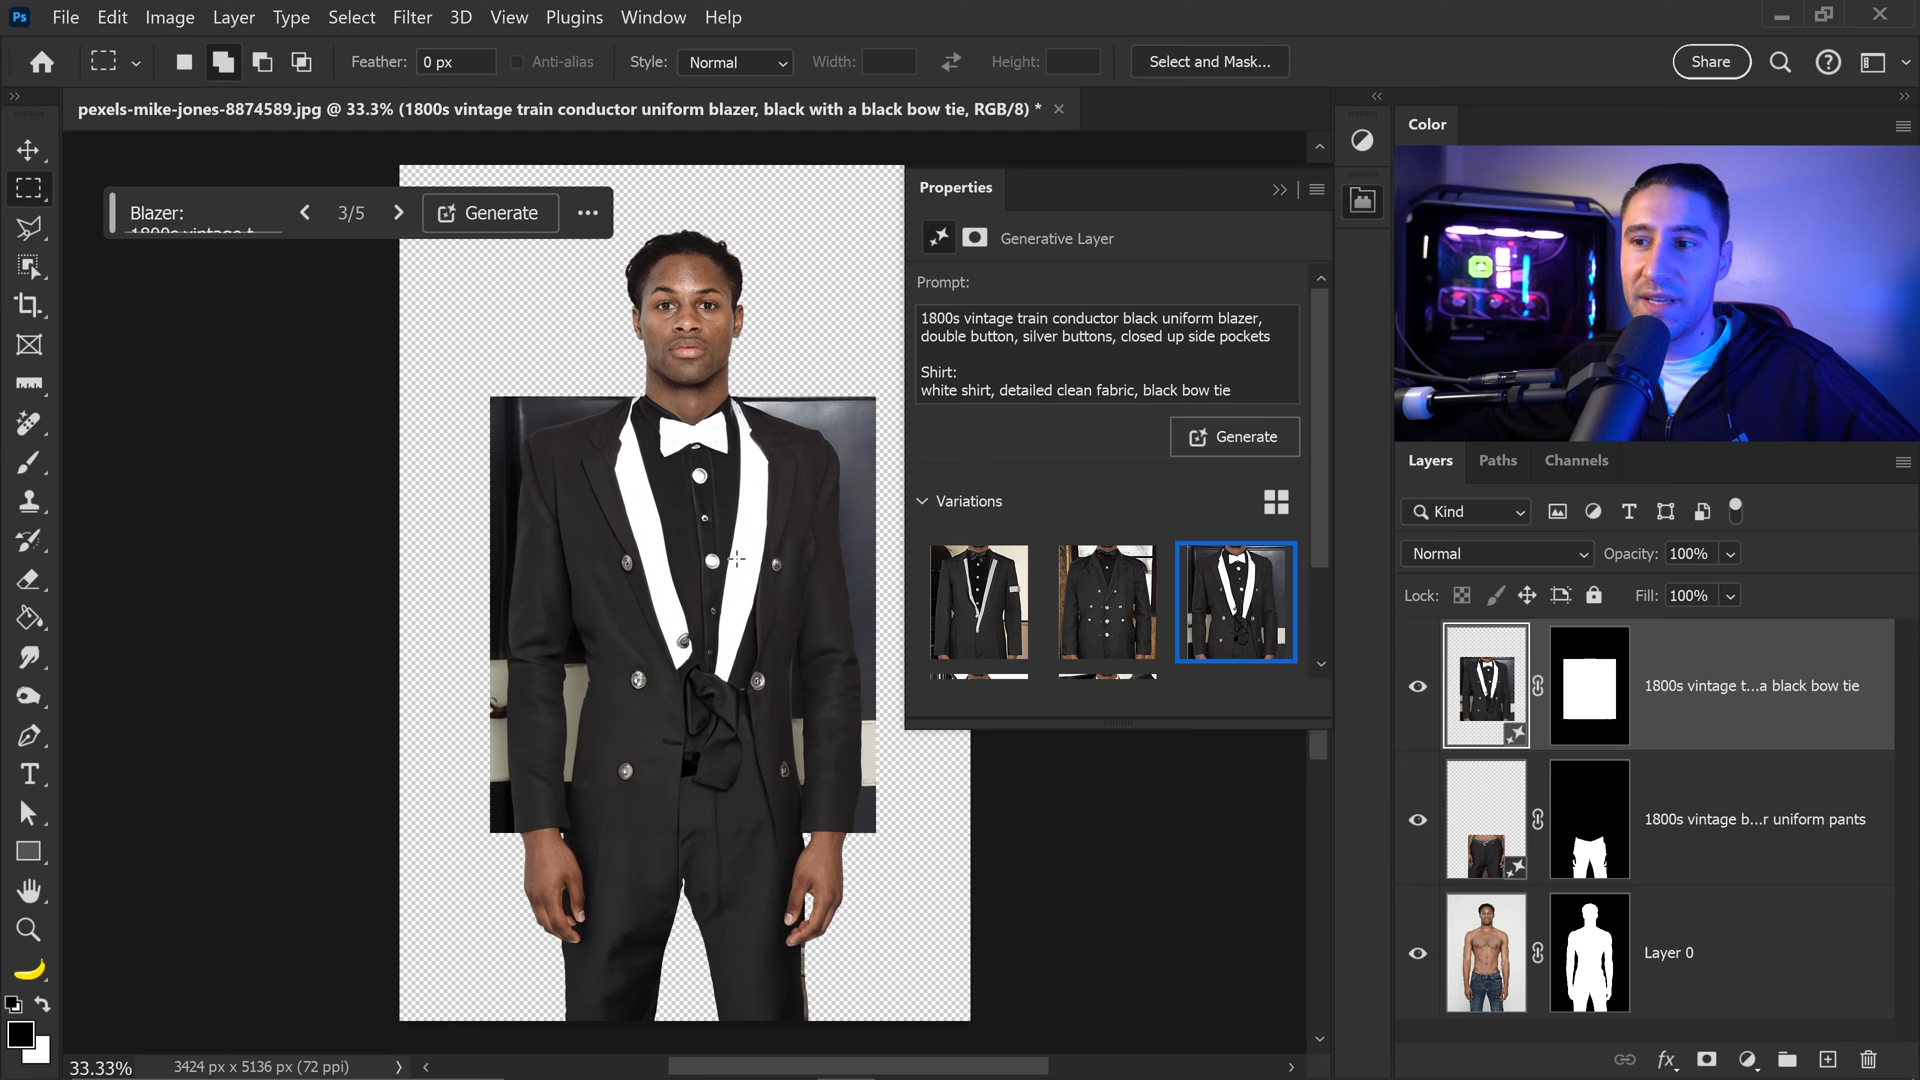 Ps
File Edit Image Layer Type Select Filter 3D View Plugins Window Help
Feather: 0 px Anti-alias Style: Normal Width: Height: Select and Mask... Share
pexels-mike-jones-8874589.jpg @ 33.3% (1800s vintage train conductor uniform blazer, black with a black bow tie, RGB/8) *
Color
Blazer: 3/5 Generate
1800s vintage t
Properties
Generative Layer
Prompt:
1800s vintage train conductor black uniform blazer,
double button, silver buttons, closed up side pockets
Shirt:
white shirt, detailed clean fabric, black bow tie
Generate
Variations
Layers Paths Channels
Kind
Normal Opacity: 100%
Lock: Fill: 100%
1800s vintage t...a black bow tie
1800s vintage b...r uniform pants
Layer 0
33.33% 3424 px x 5136 px (72 ppi)
fx